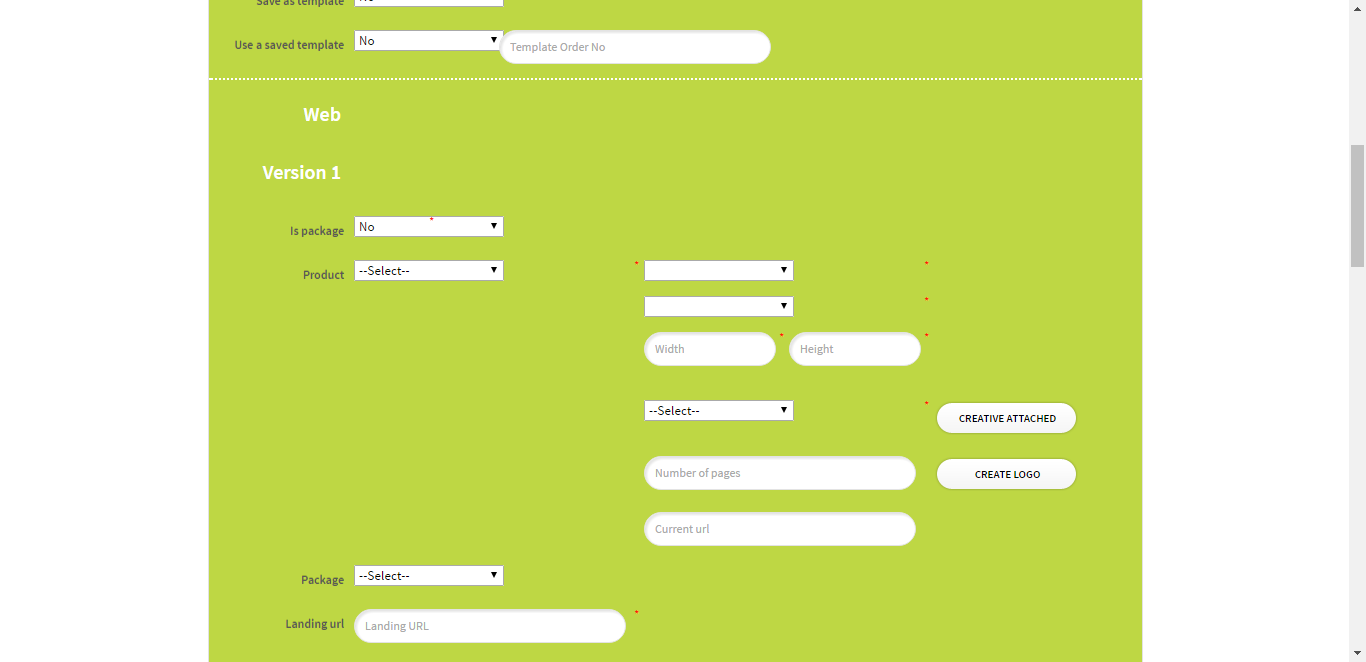 Save as template No
Use a saved template No Template Order No
Web
Version 1
Is package No *
Product --Select-- * *
*
Width * Height *
--Select-- * CREATIVE ATTACHED
Number of pages CREATE LOGO
Current url
Package --Select--
Landing url Landing URL *